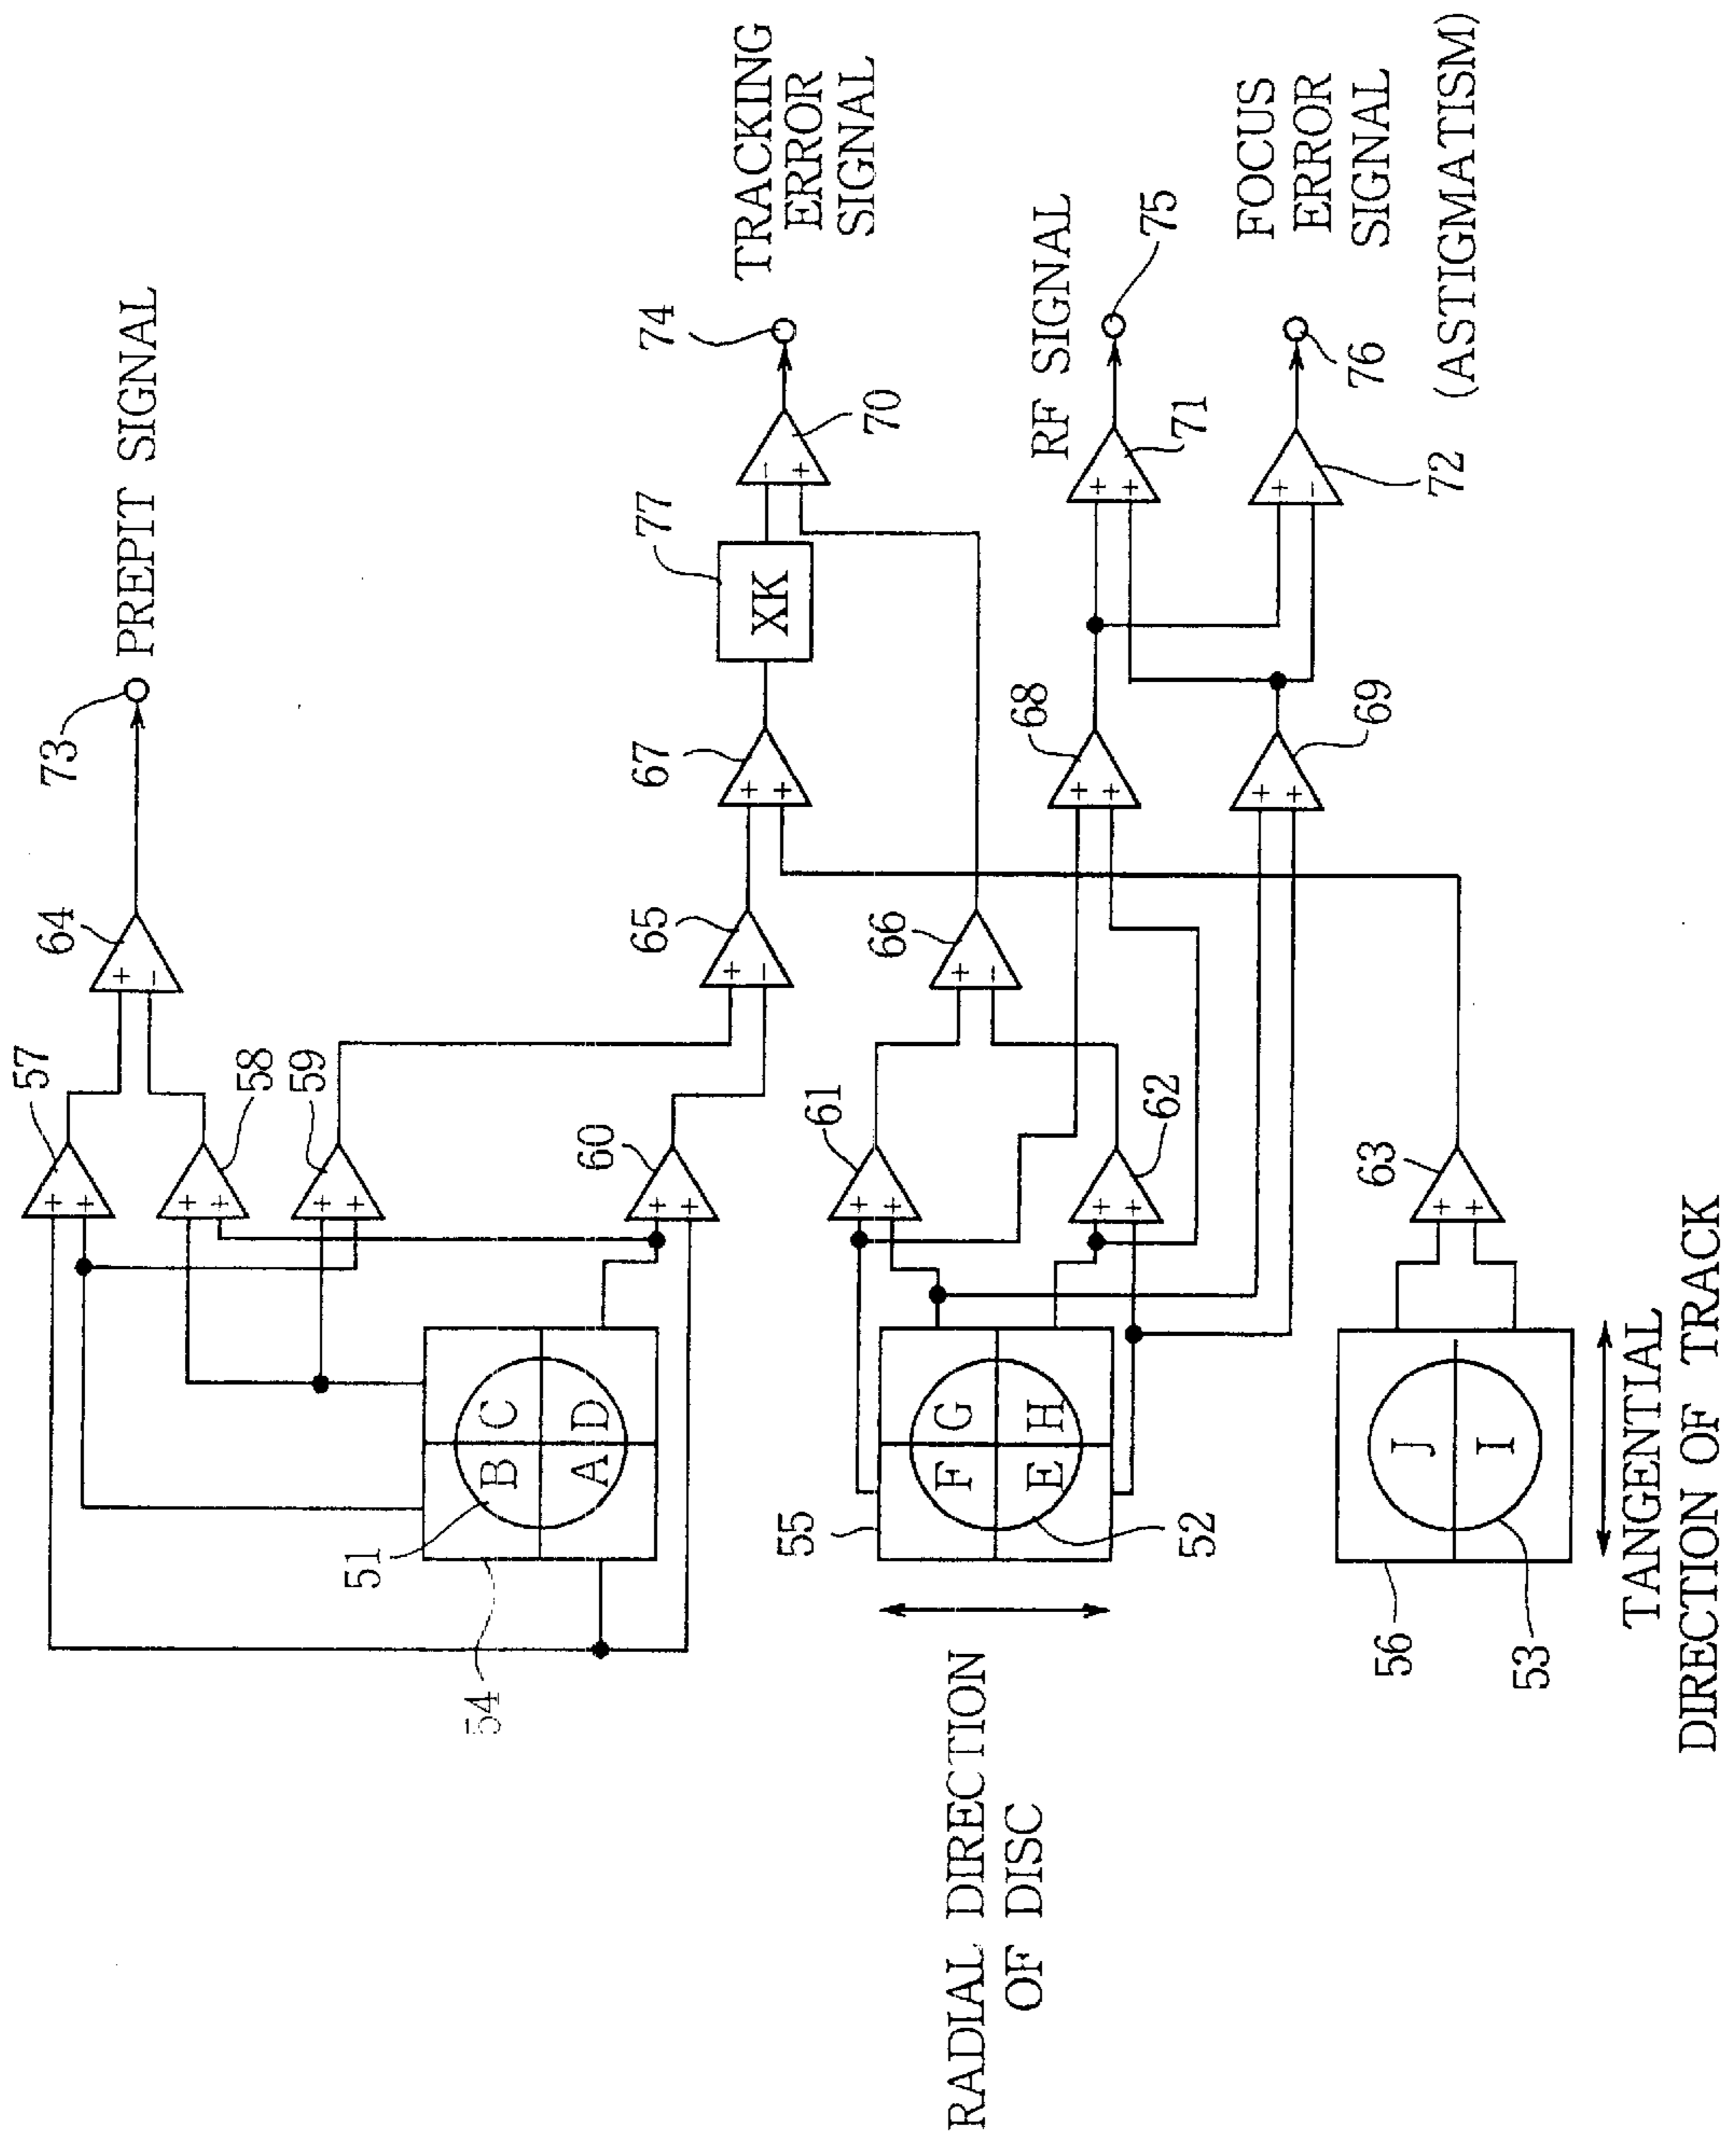 PREPIT SIGNAL
73
64
57
58
59
TRACKING
ERROR
SIGNAL
74
70
77
XK
67
65
60
B C
A D
51
54
66
61
62
RF SIGNAL
75
71
68
FOCUS
ERROR
SIGNAL
(ASTIGMATISM)
76
72
69
63
F G
E H
55
52
J
I
56
53
RADIAL DIRECTION
OF DISC
TANGENTIAL
DIRECTION OF TRACK
+
+
+
+
+
+
+
+
+
−
+
−
+
+
−
+
+
+
+
+
+
−
+
+
+
+
+
+
+
−
+
+